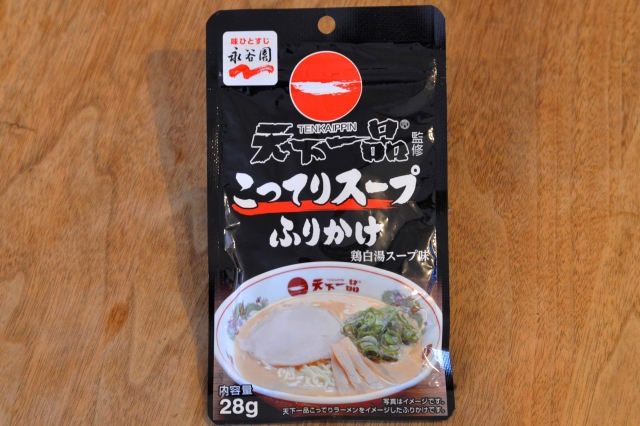 味ひとすじ
永谷園
TENKAIPPIN
天下一品®監修
こってりスープ
ふりかけ
鶏白湯スープ味
天下一品
内容量
28g
写真はイメージです。
天下一品こってりラーメンをイメージしたふりかけです。